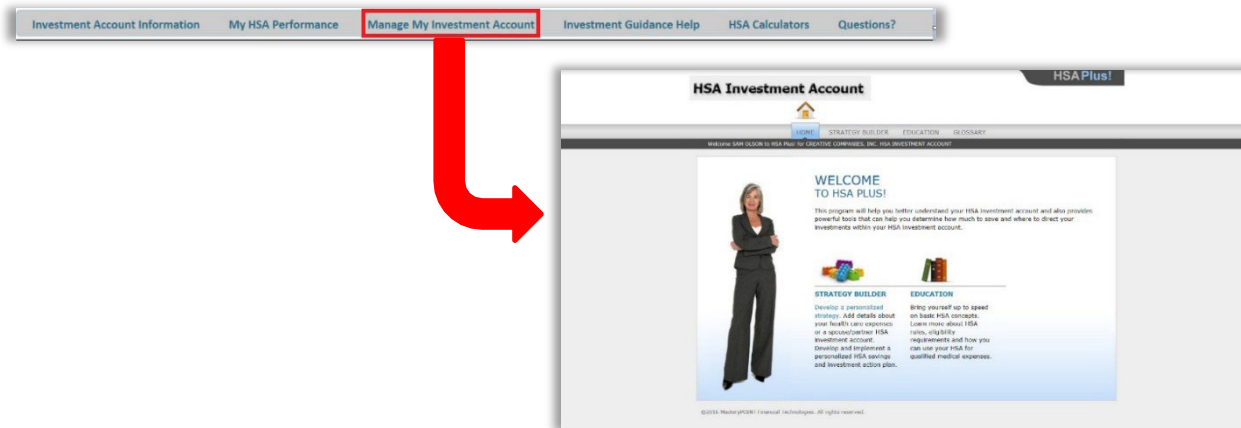 Investment Account Information My HSA Performance Manage My Investment Account Investment Guidance Help HSA Calculators Questions?
HSAPlus!
HSA Investment Account
HOME STRATEGY BUILDER EDUCATION GLOSSARY
Welcome SAM OLSON to HSA Plus! for CREATIVE COMPANIES, INC. HSA INVESTMENT ACCOUNT
WELCOME
TO HSA PLUS!
This program will help you better understand your HSA investment account and also provides
powerful tools that can help you determine how much to save and where to direct your
investments within your HSA investment account.
STRATEGY BUILDER EDUCATION
Develop a personalized Bring yourself up to speed
strategy. Add details about on basic HSA concepts.
your health care expenses Learn more about HSA
or a spouse/partner HSA rules, eligibility
investment account. requirements and how you
Develop and implement a can use your HSA for
personalized HSA savings qualified medical expenses.
and investment action plan.
©2016 MasteryPOINT Financial Technologies. All rights reserved.